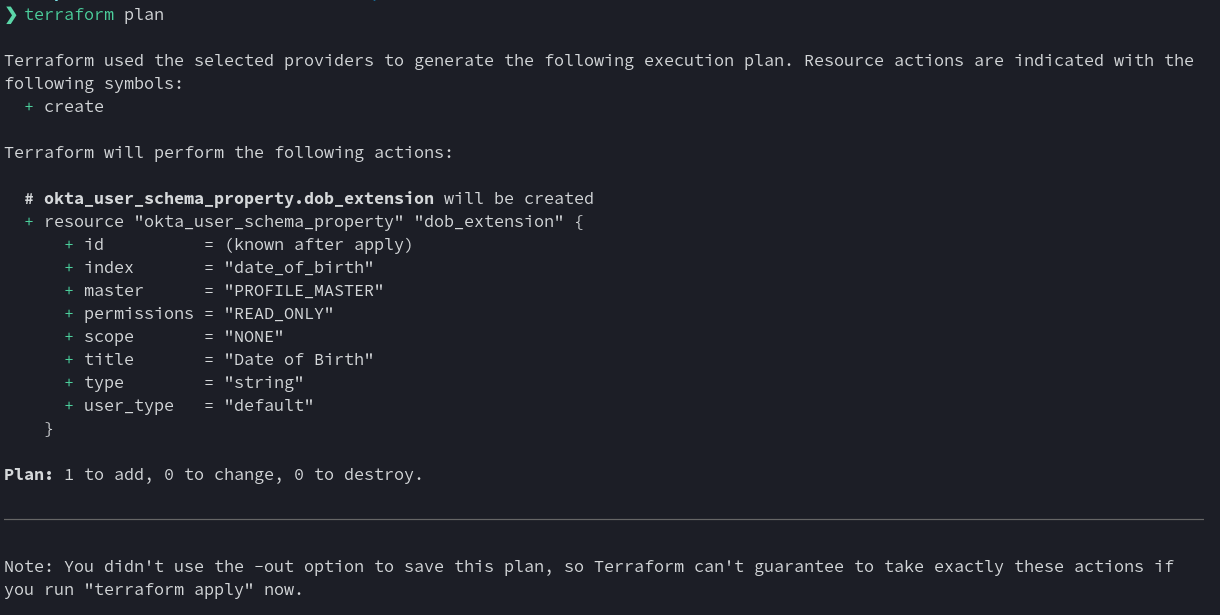 ❯ terraform plan
Terraform used the selected providers to generate the following execution plan. Resource actions are indicated with the
following symbols:
+ create
Terraform will perform the following actions:
# okta_user_schema_property.dob_extension will be created
+ resource "okta_user_schema_property" "dob_extension" {
+ id          = (known after apply)
+ index       = "date_of_birth"
+ master      = "PROFILE_MASTER"
+ permissions = "READ_ONLY"
+ scope       = "NONE"
+ title       = "Date of Birth"
+ type        = "string"
+ user_type   = "default"
}
Plan: 1 to add, 0 to change, 0 to destroy.
Note: You didn't use the -out option to save this plan, so Terraform can't guarantee to take exactly these actions if
you run "terraform apply" now.